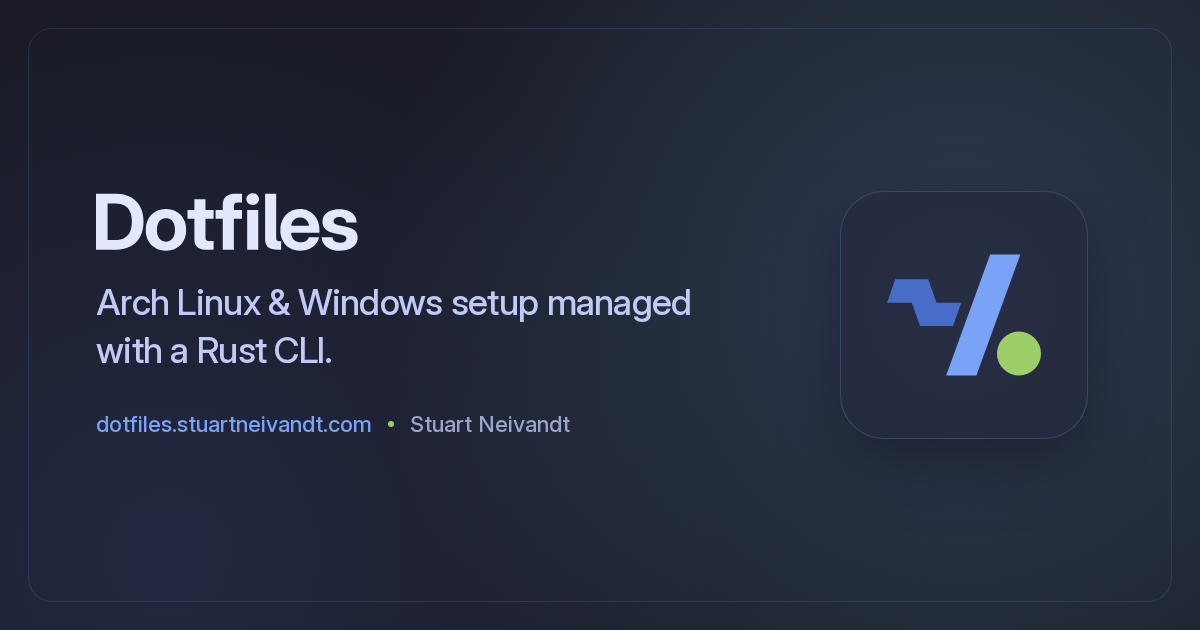 Dotfiles
Arch Linux & Windows setup managed
with a Rust CLI.
dotfiles.stuartneivandt.com • Stuart Neivandt